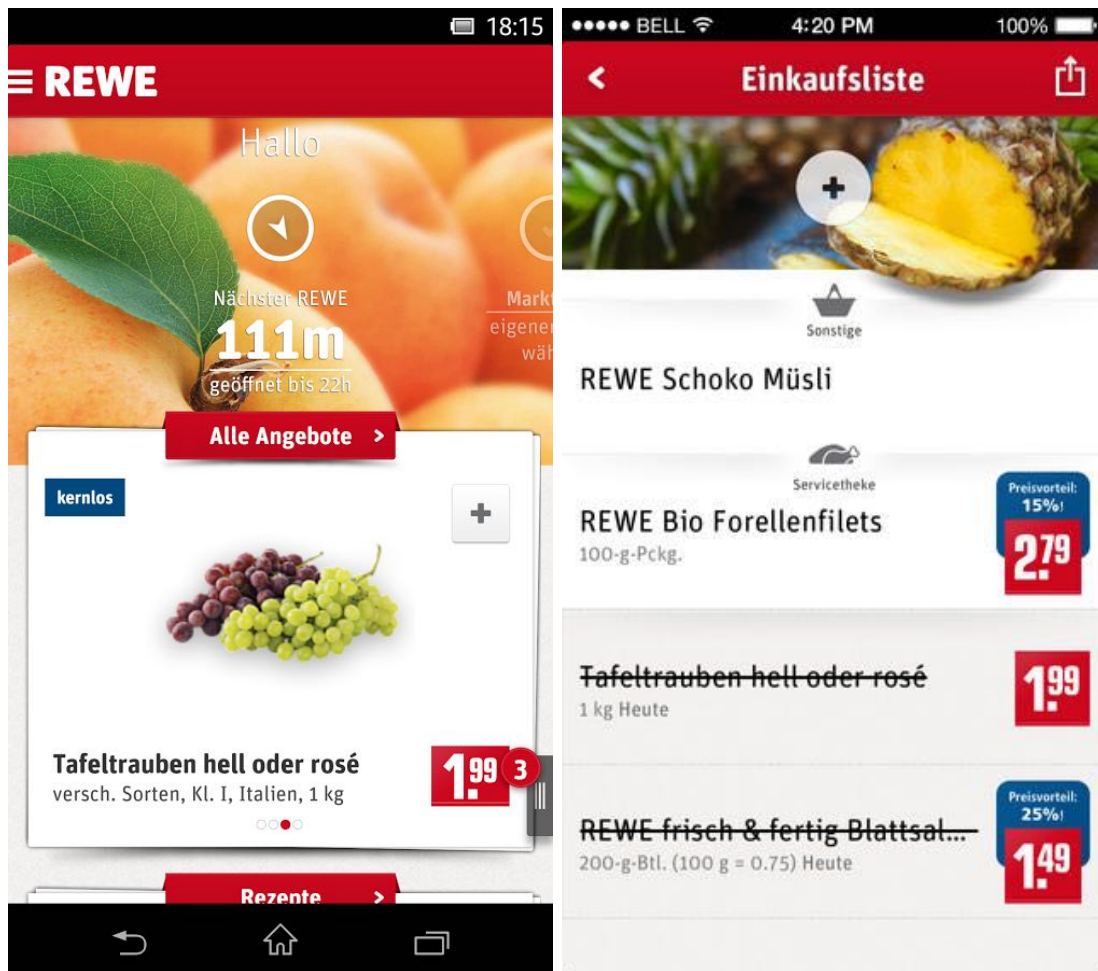 18:15
REWE
Hallo
Nächster REWE
111m
geöffnet bis 22h
Markt
eigenen
wäh
Alle Angebote
kernlos
Tafeltrauben hell oder rosé
versch. Sorten, Kl. I, Italien, 1 kg
1.99
3
Rezepte
BELL
4:20 PM
100%
Einkaufsliste
Sonstige
REWE Schoko Müsli
Servicetheke
REWE Bio Forellenfilets
100-g-Pckg.
Preisvorteil:
15%!
2.79
Tafeltrauben hell oder rosé
1 kg Heute
1.99
REWE frisch & fertig Blattsal...
200-g-Btl. (100 g = 0.75) Heute
Preisvorteil:
25%!
1.49